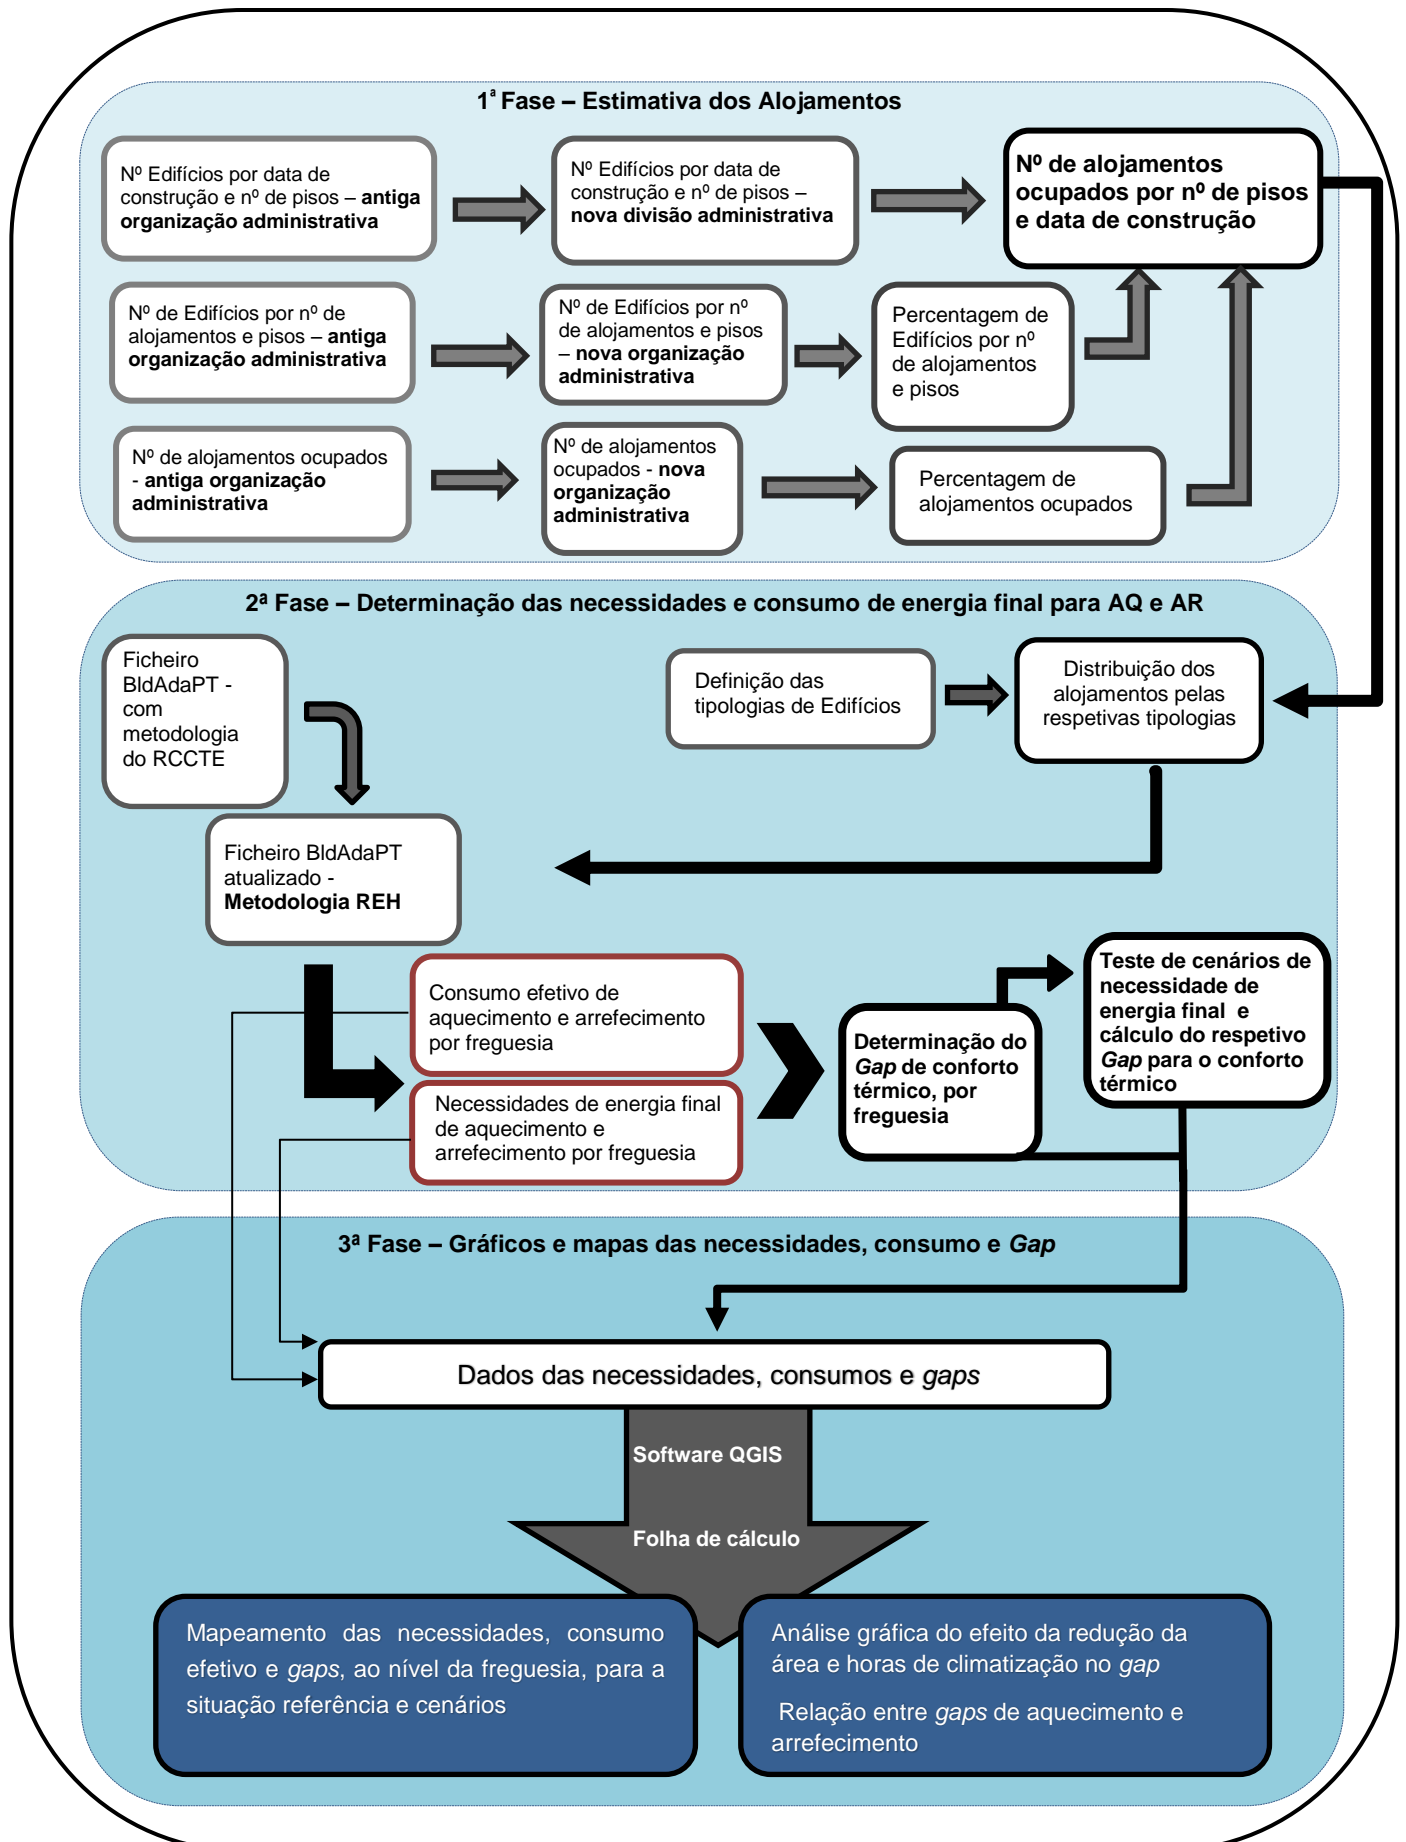 1ª Fase – Estimativa dos Alojamentos
Nº Edifícios por data de
construção e nº de pisos – antiga
organização administrativa
Nº Edifícios por data de
construção e nº de pisos –
nova divisão administrativa
Nº de alojamentos
ocupados por nº de pisos
e data de construção
Nº de Edifícios por nº de
alojamentos e pisos – antiga
organização administrativa
Nº de Edifícios por nº
de alojamentos e pisos
– nova organização
administrativa
Percentagem de
Edifícios por nº
de alojamentos
e pisos
Nº de alojamentos ocupados
- antiga organização
administrativa
Nº de alojamentos
ocupados - nova
organização
administrativa
Percentagem de
alojamentos ocupados
2ª Fase – Determinação das necessidades e consumo de energia final para AQ e AR
Ficheiro
BldAdaPT -
com
metodologia
do RCCTE
Definição das
tipologias de Edifícios
Distribuição dos
alojamentos pelas
respetivas tipologias
Ficheiro BldAdaPT
atualizado -
Metodologia REH
Consumo efetivo de
aquecimento e arrefecimento
por freguesia
Necessidades de energia final
de aquecimento e
arrefecimento por freguesia
Determinação do
Gap de conforto
térmico, por
freguesia
Teste de cenários de
necessidade de
energia final e
cálculo do respetivo
Gap para o conforto
térmico
3ª Fase – Gráficos e mapas das necessidades, consumo e Gap
Dados das necessidades, consumos e gaps
Software QGIS
Folha de cálculo
Mapeamento das necessidades, consumo
efetivo e gaps, ao nível da freguesia, para a
situação referência e cenários
Análise gráfica do efeito da redução da
área e horas de climatização no gap
Relação entre gaps de aquecimento e
arrefecimento